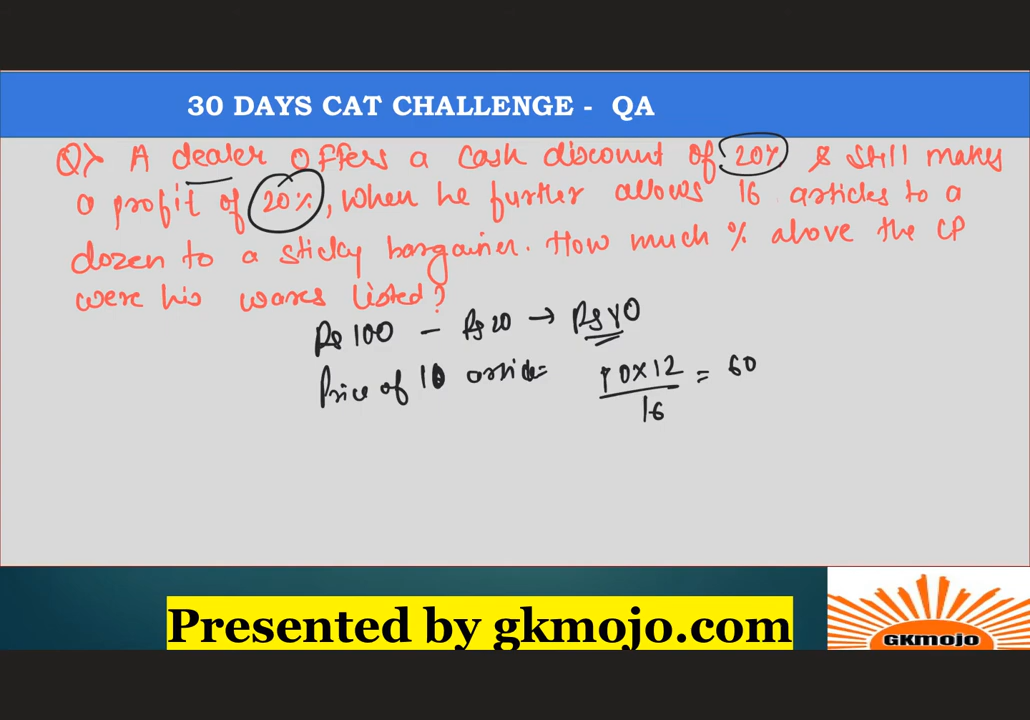 30 DAYS CAT CHALLENGE - QA
Q> A dealer offers a cash discount of 20% & still makes
a profit of 20%, when he further allows 16 articles to a
dozen to a sticky bargainer. How much % above the CP
were his wares listed?
Rs 100 - Rs 20 → Rs 80
Price of 16 article = 80 × 12 = 60
16
Presented by gkmojo.com
GKmojo